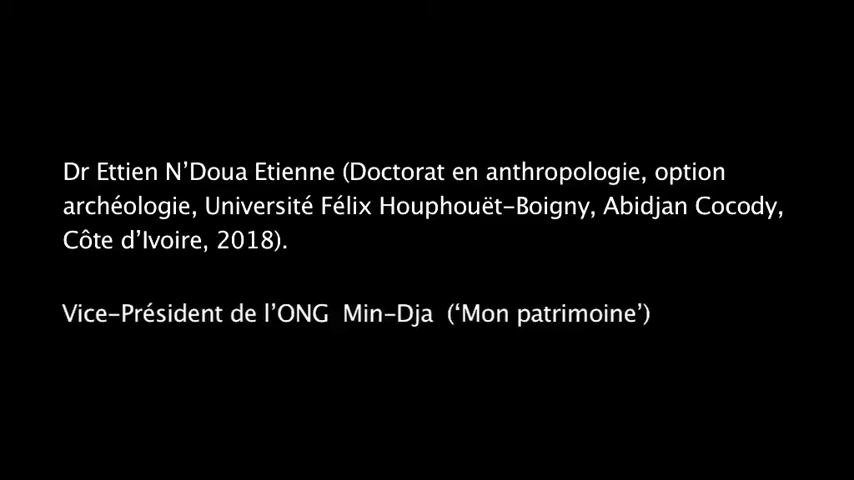 Dr Ettien N’Doua Etienne (Doctorat en anthropologie, option
archéologie, Université Félix Houphouët-Boigny, Abidjan Cocody,
Côte d’Ivoire, 2018).
Vice-Président de l’ONG  Min-Dja  (‘Mon patrimoine’)